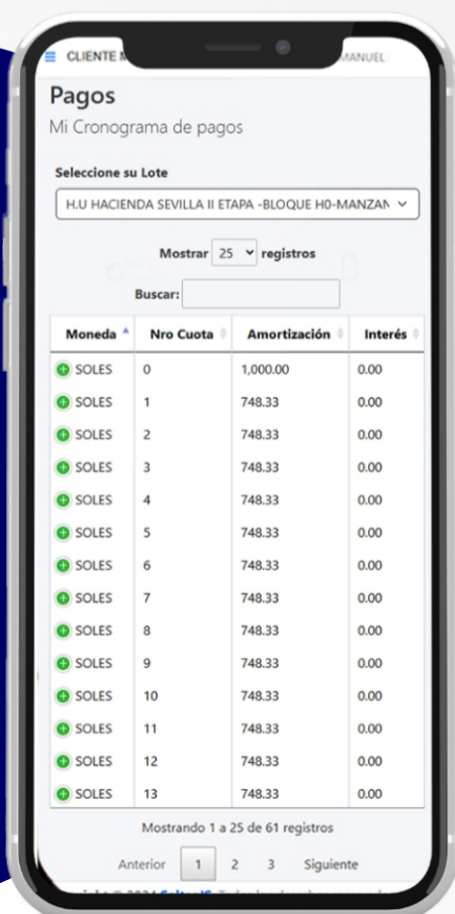 CLIENTE
MANUEL
Pagos
Mi Cronograma de pagos
Seleccione su Lote
H.U HACIENDA SEVILLA II ETAPA -BLOQUE H0-MANZAN
Mostrar 25 registros
Buscar:
Moneda Nro Cuota Amortización Interés
SOLES 0 1,000.00 0.00
SOLES 1 748.33 0.00
SOLES 2 748.33 0.00
SOLES 3 748.33 0.00
SOLES 4 748.33 0.00
SOLES 5 748.33 0.00
SOLES 6 748.33 0.00
SOLES 7 748.33 0.00
SOLES 8 748.33 0.00
SOLES 9 748.33 0.00
SOLES 10 748.33 0.00
SOLES 11 748.33 0.00
SOLES 12 748.33 0.00
SOLES 13 748.33 0.00
Mostrando 1 a 25 de 61 registros
Anterior 1 2 3 Siguiente